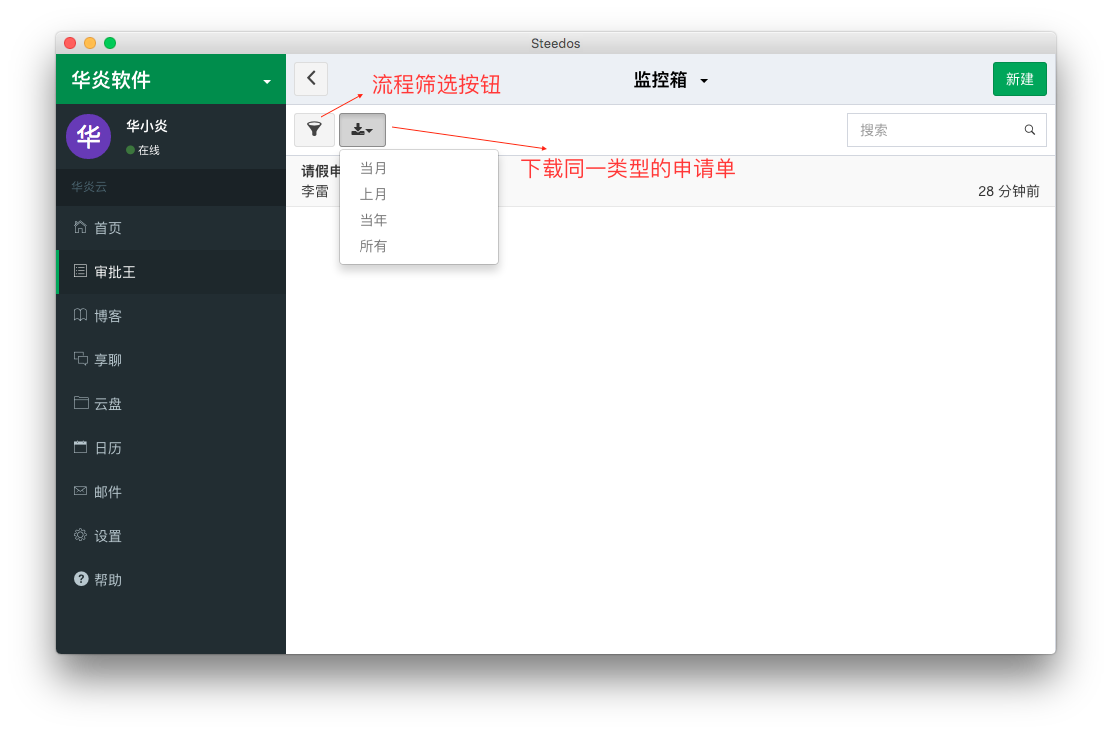 Steedos
华炎软件
华
华小炎
在线
华炎云
首页
审批王
博客
享聊
云盘
日历
邮件
设置
帮助
监控箱
新建
流程筛选按钮
搜索
下载同一类型的申请单
当月
上月
当年
所有
请假申
李雷
28 分钟前